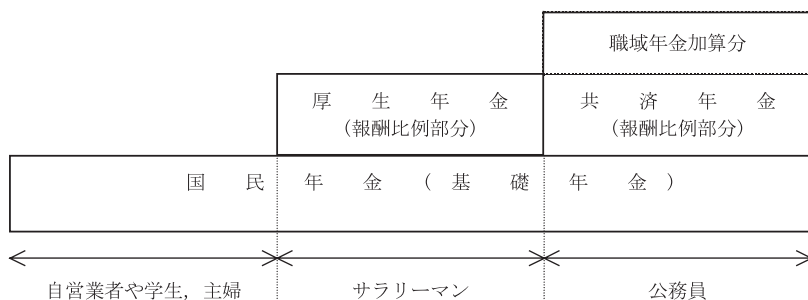 職域年金加算分
厚生年金
（報酬比例部分）
共済年金
（報酬比例部分）
国民年金（基礎年金）
自営業者や学生，主婦
サラリーマン
公務員